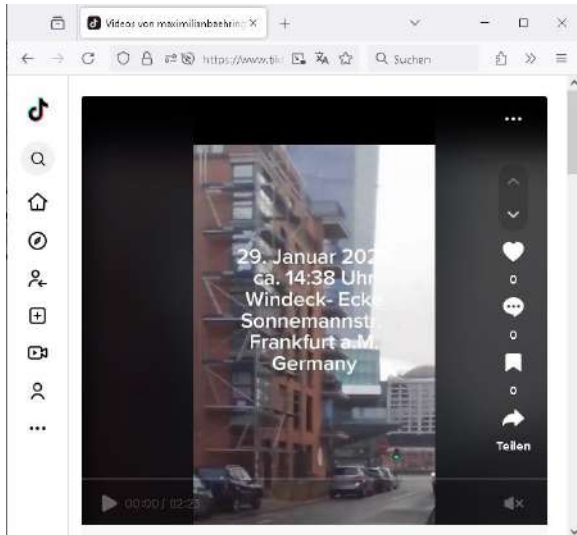 Videos von maximilianbaehring
https://www.tik
Suchen
29. Januar 202
ca. 14:38 Uhr
Windeck- Ecke
Sonnemannstr.
Frankfurt a.M.
Germany
0
0
0
Teilen
00:00 / 02:23